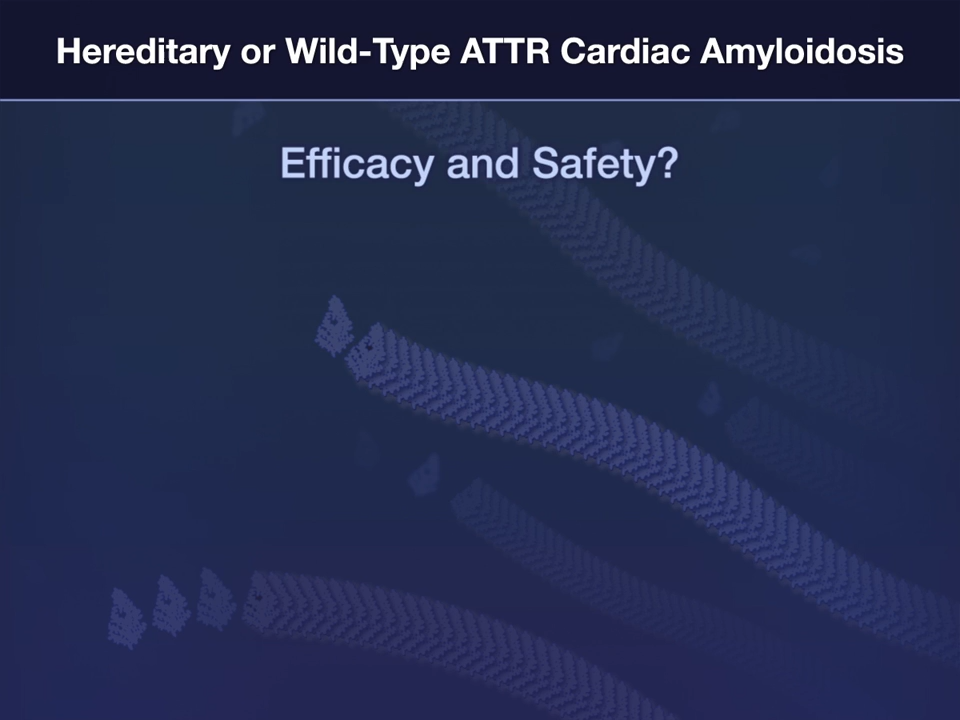 Hereditary or Wild-Type ATTR Cardiac Amyloidosis
Efficacy and Safety?